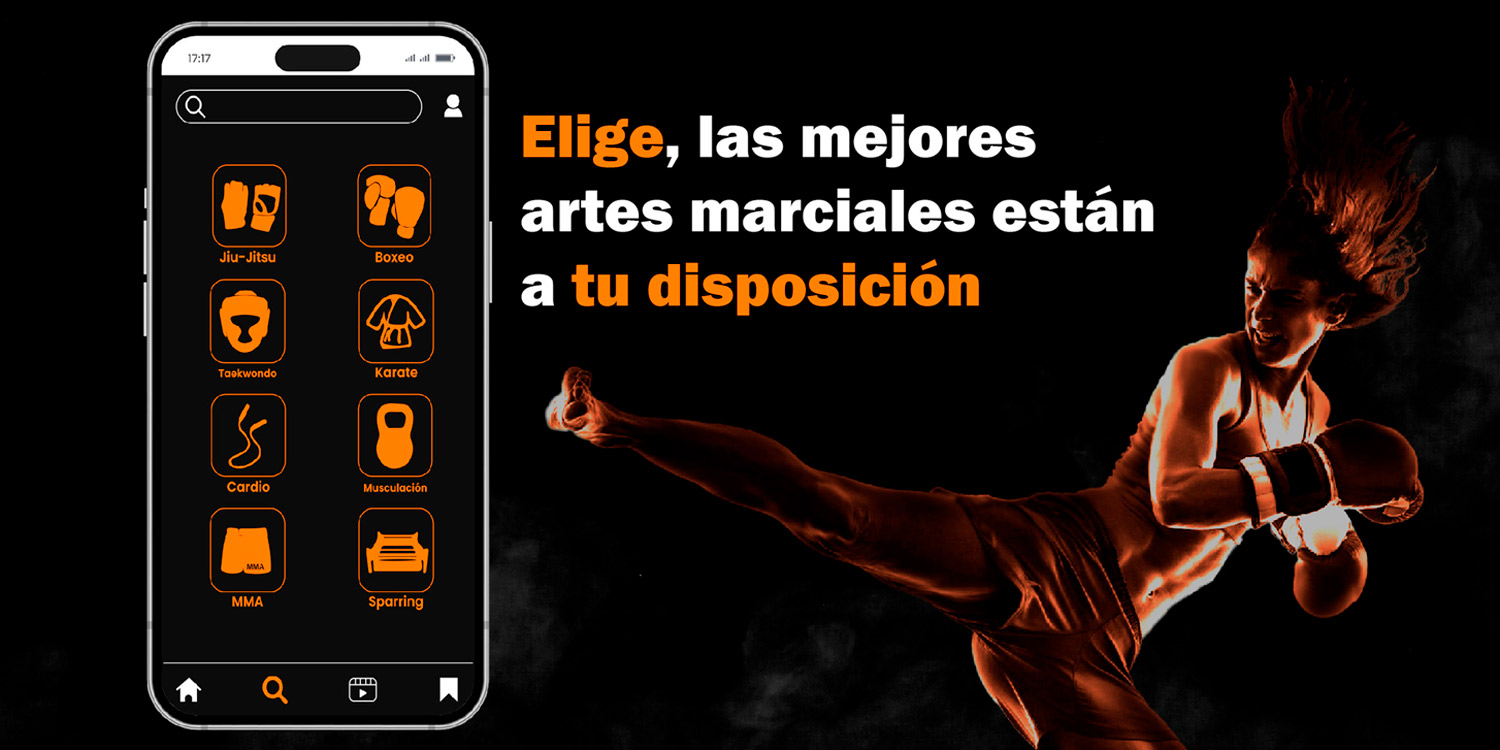 17:17
Jiu-Jitsu
Boxeo
Taekwondo
Karate
Cardio
Musculación
MMA
MMA
Sparring
Elige, las mejores
artes marciales están
a tu disposición